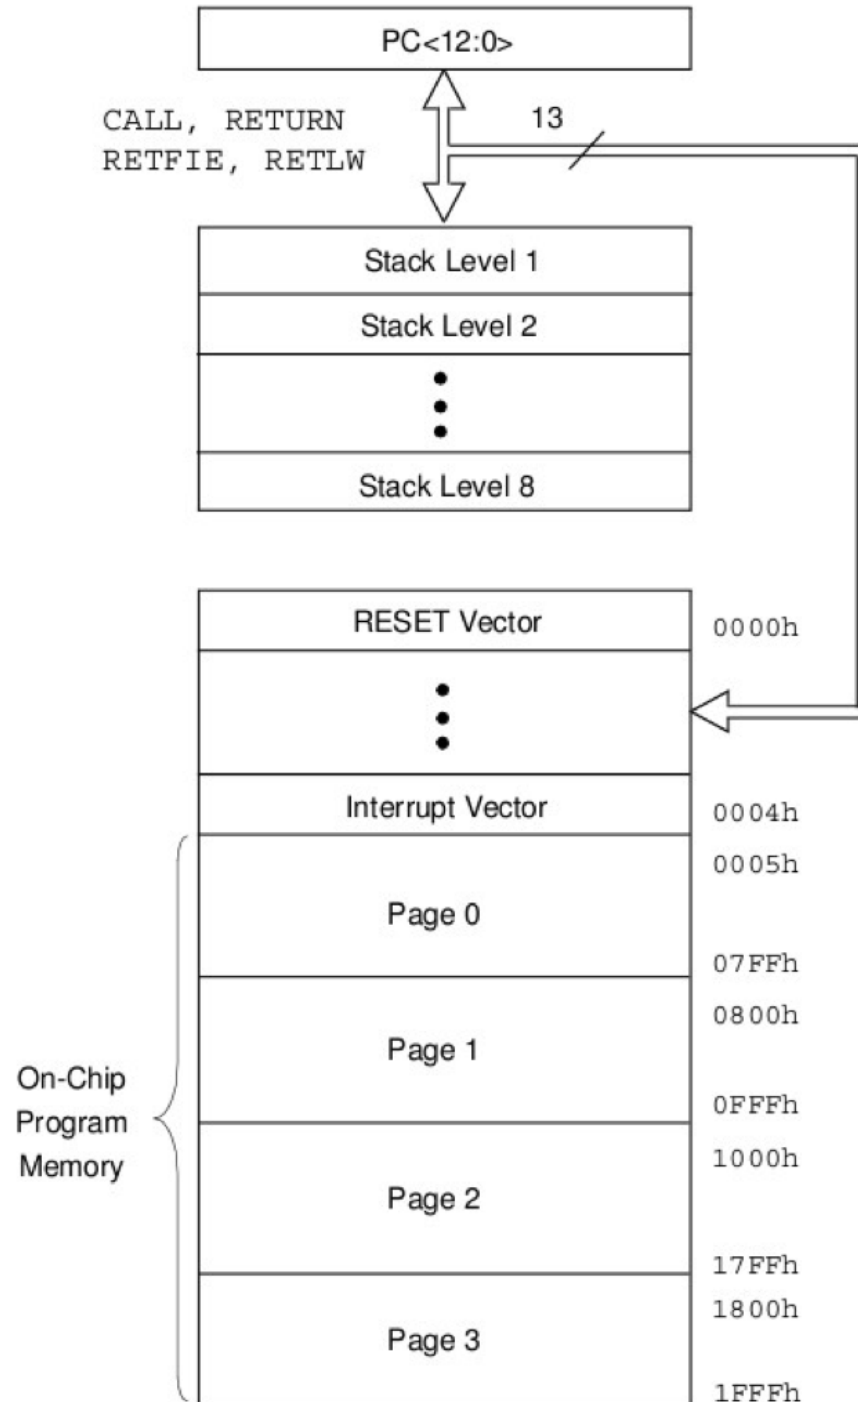 PC<12:0>
CALL, RETURN
RETFIE, RETLW
13
Stack Level 1
Stack Level 2
Stack Level 8
RESET Vector
0000h
Interrupt Vector
0004h
0005h
Page 0
07FFh
0800h
Page 1
0FFFh
On-Chip
Program
Memory
1000h
Page 2
17FFh
1800h
Page 3
1FFFh